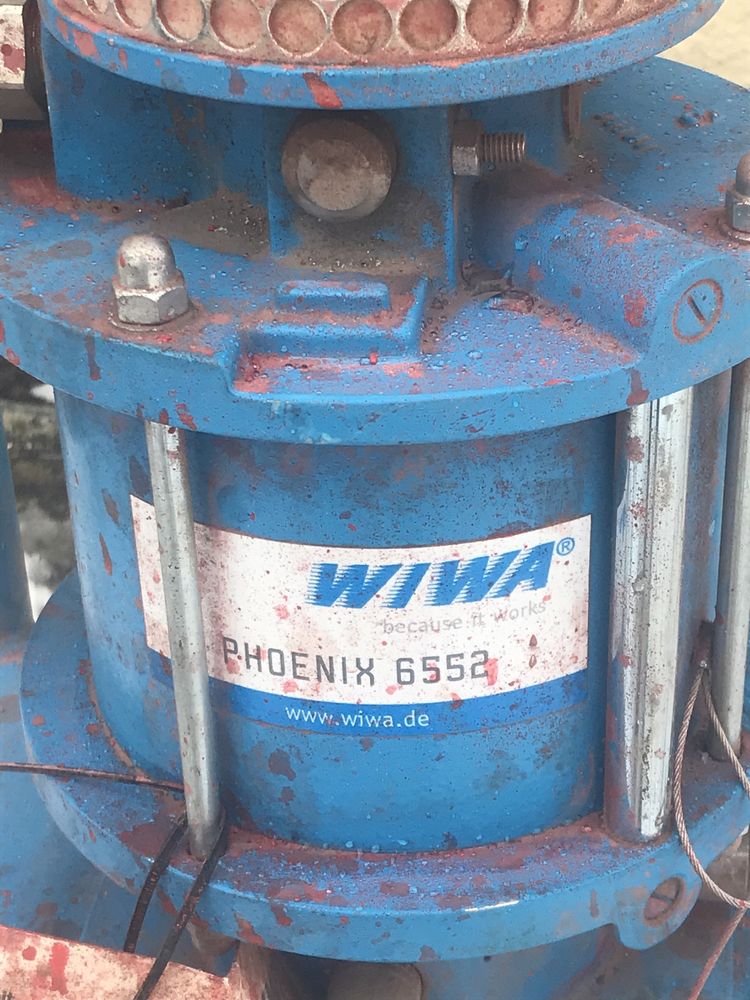 WIWA®
because it works
PHOENIX 6552
www.wiwa.de